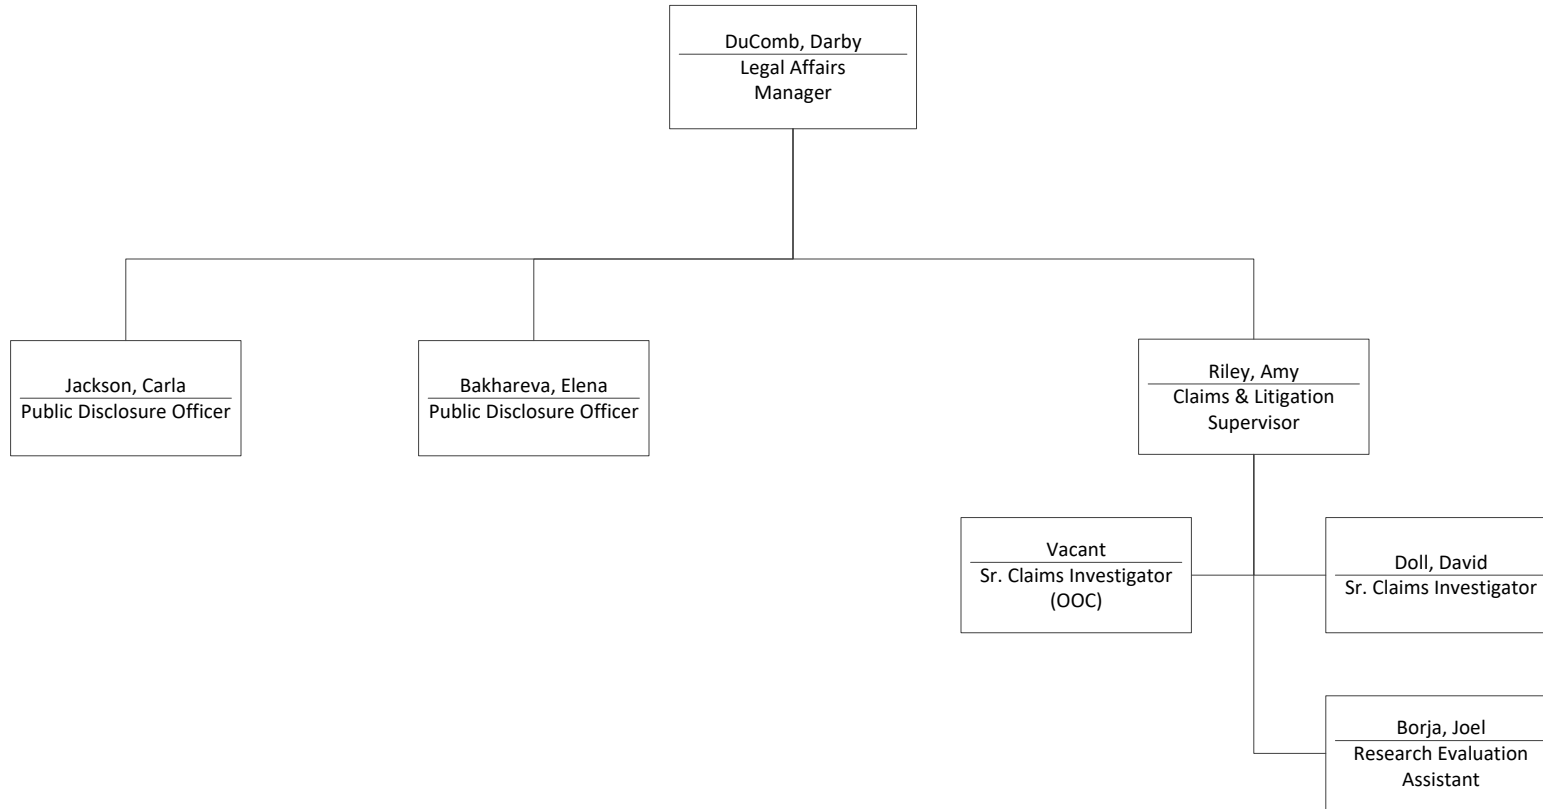 DuComb, Darby
Legal Affairs
Manager
Jackson, Carla
Public Disclosure Officer
Bakhareva, Elena
Public Disclosure Officer
Riley, Amy
Claims & Litigation
Supervisor
Vacant
Sr. Claims Investigator
(OOC)
Doll, David
Sr. Claims Investigator
Borja, Joel
Research Evaluation
Assistant